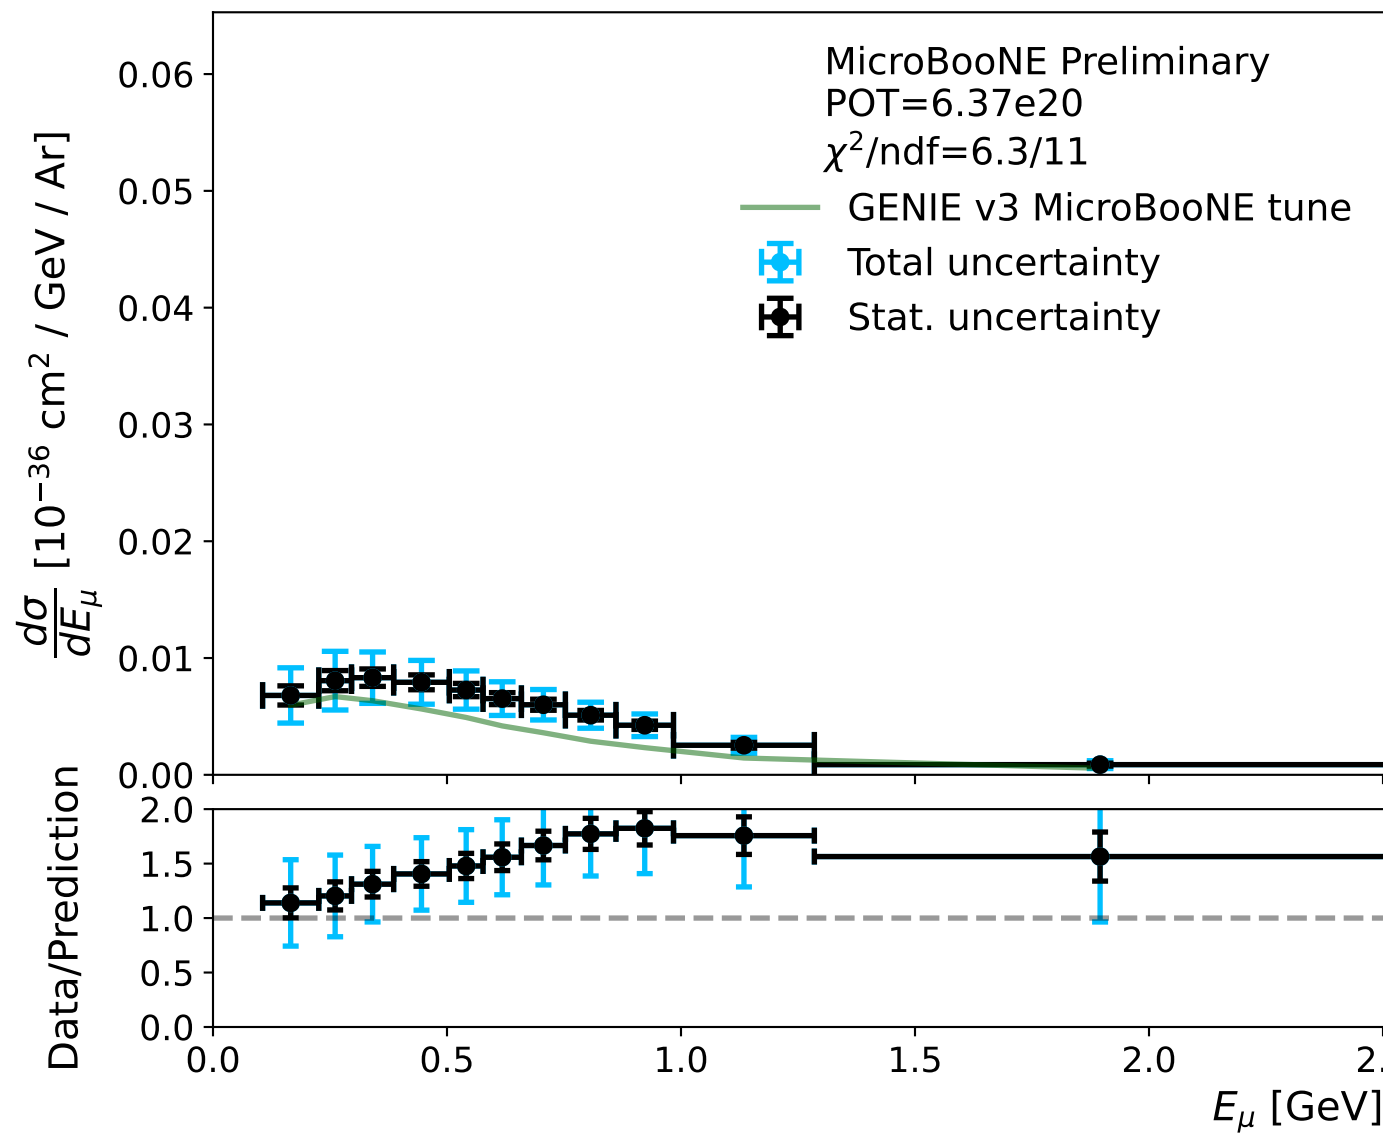 MicroBooNE Preliminary
POT=6.37e20
χ²/ndf=6.3/11
GENIE v3 MicroBooNE tune
Total uncertainty
Stat. uncertainty
dσ/dE_μ [10⁻³⁶ cm² / GeV / Ar]
0.06
0.05
0.04
0.03
0.02
0.01
0.00
Data/Prediction
2.0
1.5
1.0
0.5
0.0
0.0 0.5 1.0 1.5 2.0 2.
E_μ [GeV]